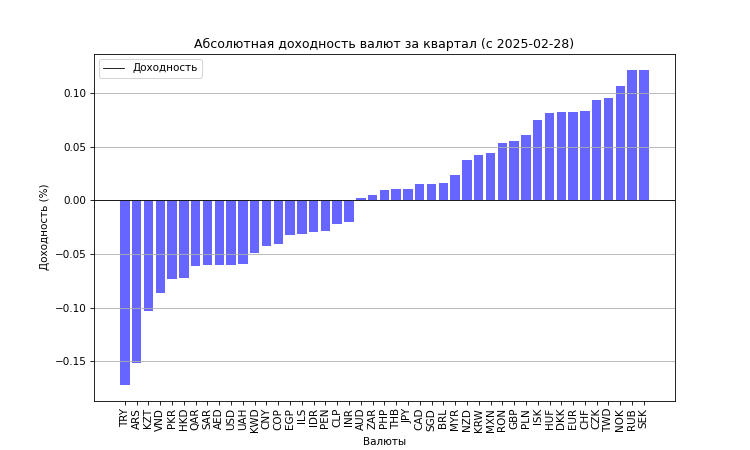 Абсолютная доходность валют за квартал (с 2025-02-28)
Доходность
Доходность (%)
0.10
0.05
0.00
−0.05
−0.10
−0.15
TRY ARS KZT VND PKR HKD QAR SAR AED USD UAH KWD CNY COP EGP ILS IDR PEN CLP INR AUD ZAR PHP THB JPY CAD SGD BRL MYR NZD KRW MXN RON GBP PLN ISK HUF DKK EUR CHF CZK TWD NOK RUB SEK
Валюты